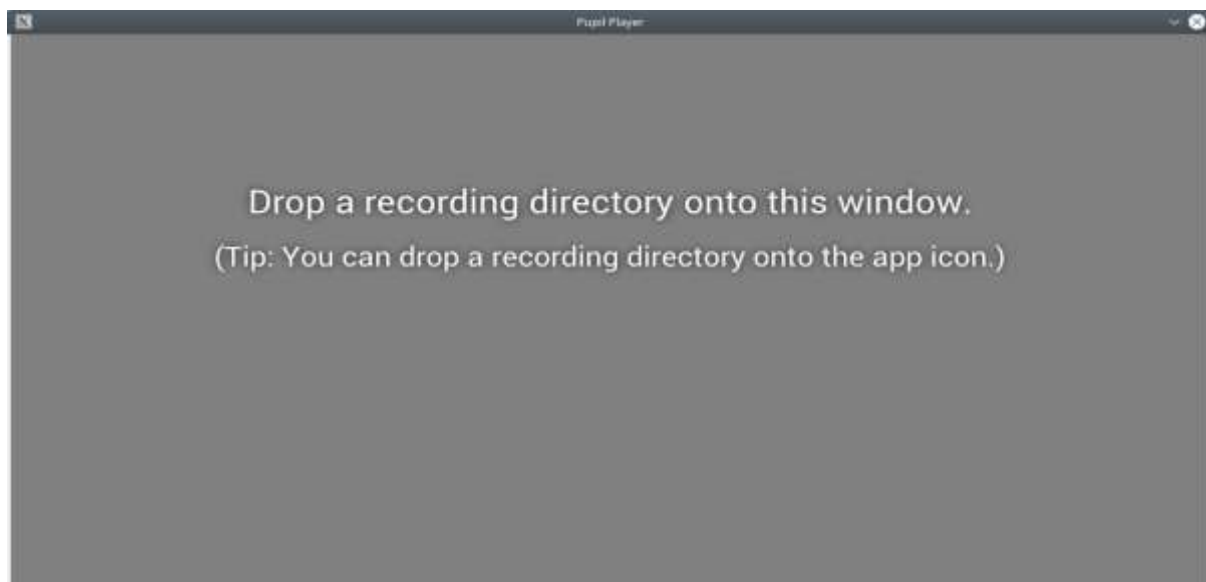 Pupil Player
Drop a recording directory onto this window.
(Tip: You can drop a recording directory onto the app icon.)